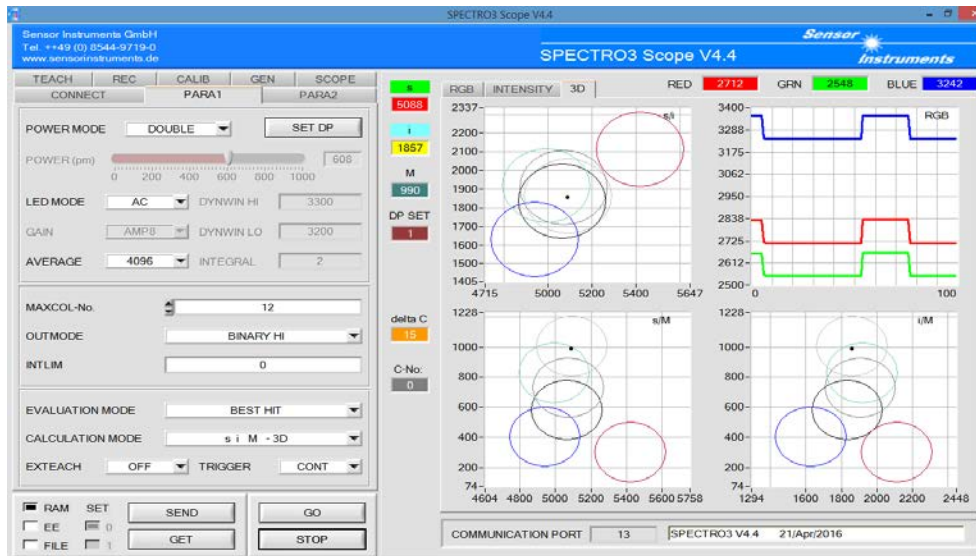 SPECTRO3 Scope V4.4
Sensor Instruments GmbH
Tel. ++49 (0) 8544-9719-0
www.sensorinstruments.de
SPECTRO3 Scope V4.4
Sensor Instruments
TEACH REC CALIB GEN SCOPE
CONNECT PARA1 PARA2
POWER MODE DOUBLE SET DP
POWER (pm) 608
0 200 400 600 800 1000
LED MODE AC DYNWIN HI 3300
GAIN AMP8 DYNWIN LO 3200
AVERAGE 4096 INTEGRAL 2
MAXCOL-No. 12
OUTMODE BINARY HI
INTLIM 0
EVALUATION MODE BEST HIT
CALCULATION MODE s i M - 3D
EXTEACH OFF TRIGGER CONT
RAM SET SEND GO
EE 0
FILE 1 GET STOP
s
5088
i
1857
M
990
DP SET
1
delta C
15
C-No:
0
RGB INTENSITY 3D RED 2712 GRN 2548 BLUE 3242
s/i
2337-
2200-
2100-
2000-
1900-
1800-
1700-
1600-
1500-
1405-
4715 5000 5200 5400 5647
RGB
3400-
3288-
3175-
3062-
2950-
2838-
2725-
2612-
2500-
0 100
s/M
1228-
1000-
800-
600-
400-
200-
74-
4604 4800 5000 5200 5400 5600 5758
i/M
1228-
1000-
800-
600-
400-
200-
74-
1294 1600 1800 2000 2200 2448
COMMUNICATION PORT 13 SPECTRO3 V4.4 21/Apr/2016